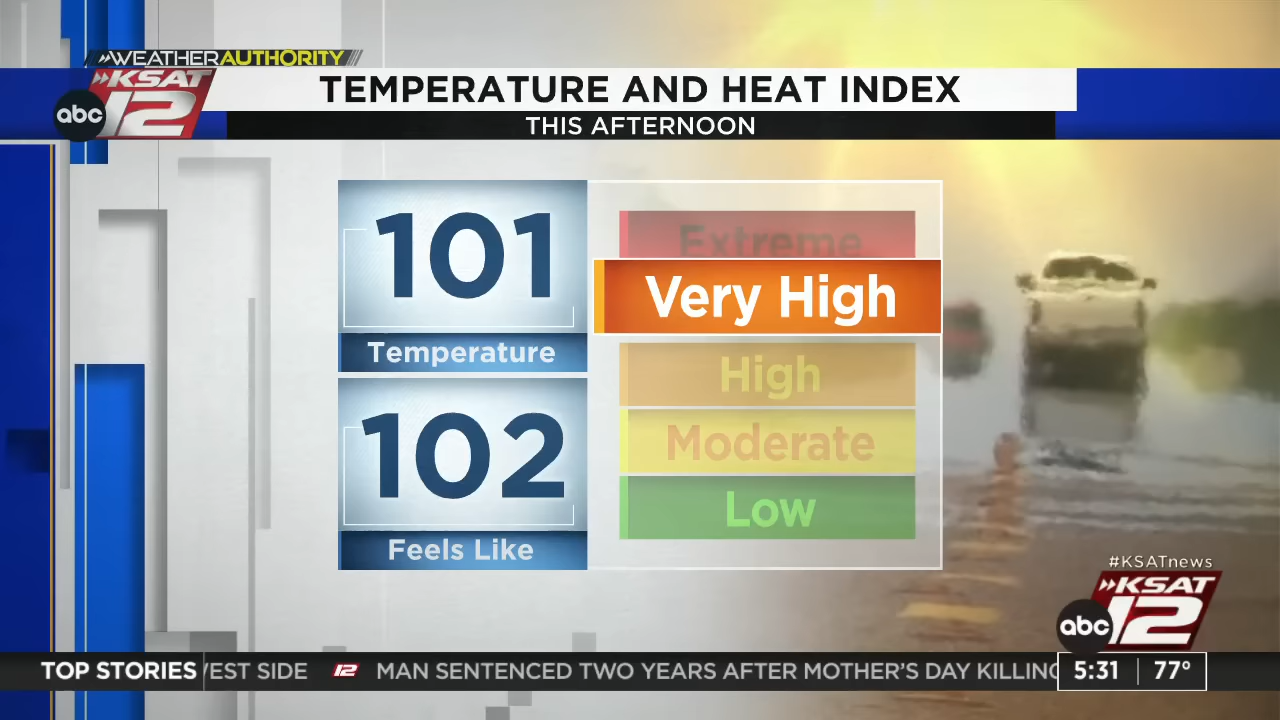 WEATHERAUTHORITY
KSAT
abc 12
TEMPERATURE AND HEAT INDEX
THIS AFTERNOON
101
Temperature
102
Feels Like
Extreme
Very High
High
Moderate
Low
#KSATnews
KSAT
abc 12
TOP STORIES EST SIDE 12 MAN SENTENCED TWO YEARS AFTER MOTHER'S DAY KILLING 5:31 77°